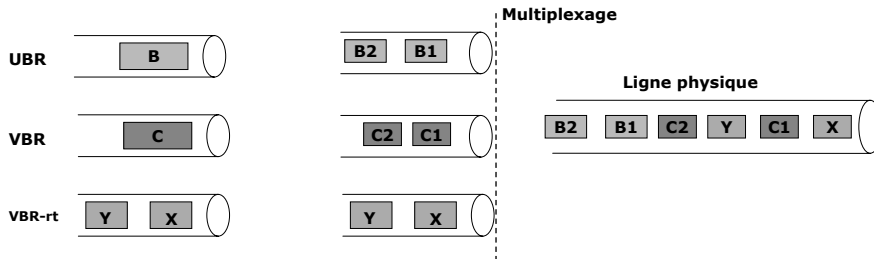 Multiplexage
UBR B B2 B1
Ligne physique
VBR C C2 C1 B2 B1 C2 Y C1 X
VBR-rt Y X Y X